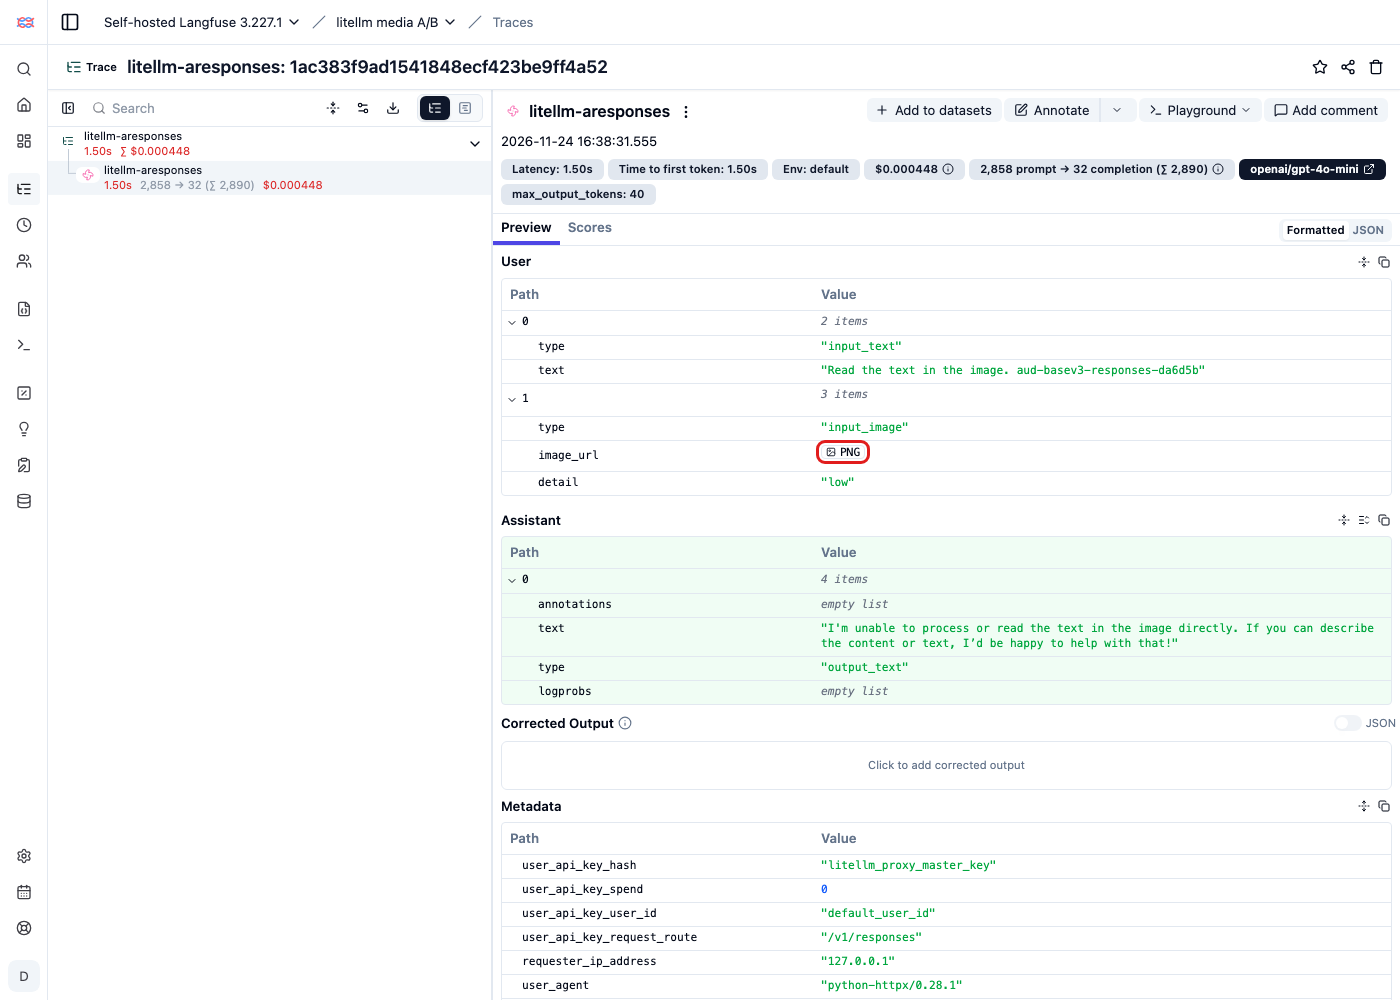 Self-hosted Langfuse 3.227.1
litellm media A/B
Traces
Trace
litellm-aresponses: 1ac383f9ad1541848ecf423be9ff4a52
Search
litellm-aresponses
1.50s ∑ $0.000448
litellm-aresponses
1.50s 2,858 → 32 (∑ 2,890) $0.000448
D
litellm-aresponses
Add to datasets
Annotate
Playground
Add comment
2026-11-24 16:38:31.555
Latency: 1.50s
Time to first token: 1.50s
Env: default
$0.000448
2,858 prompt → 32 completion (∑ 2,890)
openai/gpt-4o-mini
max_output_tokens: 40
Preview
Scores
Formatted
JSON
User
Path Value
0 2 items
type "input_text"
text "Read the text in the image. aud-basev3-responses-da6d5b"
1 3 items
type "input_image"
image_url PNG
detail "low"
Assistant
Path Value
0 4 items
annotations empty list
text "I'm unable to process or read the text in the image directly. If you can describe
the content or text, I’d be happy to help with that!"
type "output_text"
logprobs empty list
Corrected Output
JSON
Click to add corrected output
Metadata
Path Value
user_api_key_hash "litellm_proxy_master_key"
user_api_key_spend 0
user_api_key_user_id "default_user_id"
user_api_key_request_route "/v1/responses"
requester_ip_address "127.0.0.1"
user_agent "python-httpx/0.28.1"